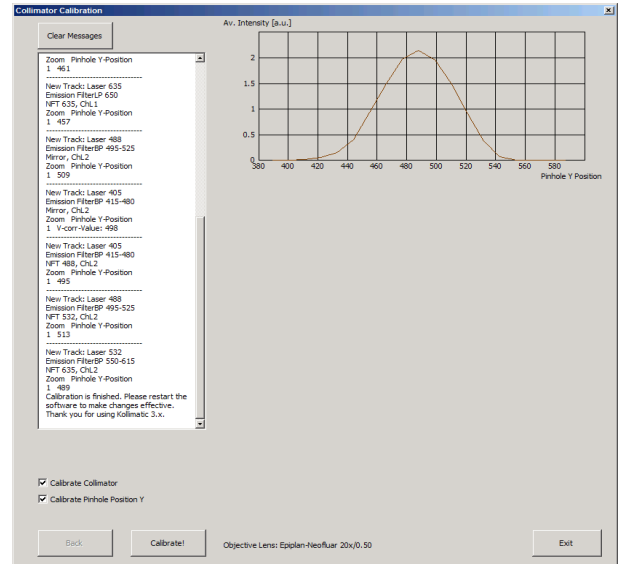 Collimator Calibration
Clear Messages
Zoom Pinhole Y-Position
1 461
--------------------------------
New Track: Laser 635
Emission FilterLP 650
NFT 635, ChL1
Zoom Pinhole Y-Position
1 457
--------------------------------
New Track: Laser 488
Emission FilterBP 495-525
Mirror, ChL2
Zoom Pinhole Y-Position
1 509
--------------------------------
New Track: Laser 405
Emission FilterBP 415-480
Mirror, ChL2
Zoom Pinhole Y-Position
1 V-corr-Value: 498
--------------------------------
New Track: Laser 405
Emission FilterBP 415-480
NFT 488, ChL2
Zoom Pinhole Y-Position
1 495
--------------------------------
New Track: Laser 488
Emission FilterBP 495-525
NFT 532, ChL2
Zoom Pinhole Y-Position
1 513
--------------------------------
New Track: Laser 532
Emission FilterBP 550-615
NFT 635, ChL2
Zoom Pinhole Y-Position
1 489
Calibration is finished. Please restart the
software to make changes effective.
Thank you for using Kollimatic 3.x.
Av. Intensity [a.u.]
2
1.5
1
0.5
0
380 400 420 440 460 480 500 520 540 560 580
Pinhole Y Position
Calibrate Collimator
Calibrate Pinhole Position Y
Back
Calibrate!
Objective Lens: Epiplan-Neofluar 20x/0.50
Exit